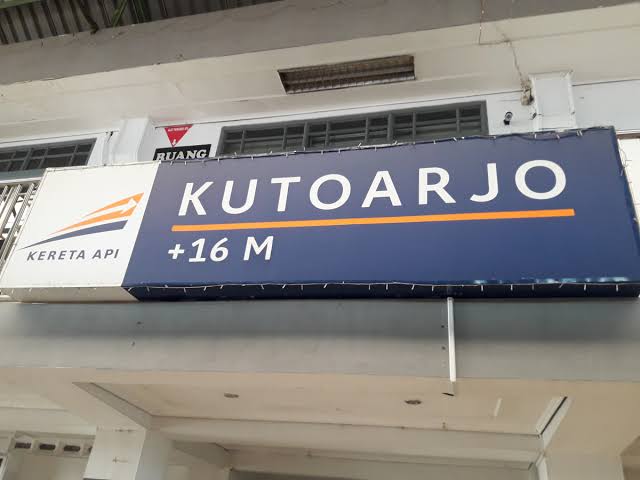 RUANG
KUTOARJO
KERETA API
+16 M